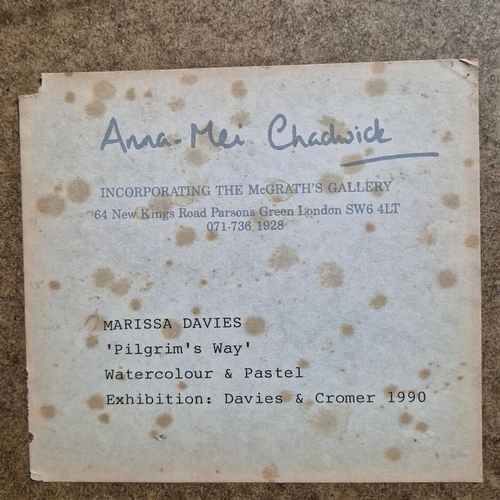 Anna-Mei Chadwick
INCORPORATING THE McGRATH'S GALLERY
64 New Kings Road Parsons Green London SW6 4LT
071-736 1928
MARISSA DAVIES
'Pilgrim's Way'
Watercolour & Pastel
Exhibition: Davies & Cromer 1990